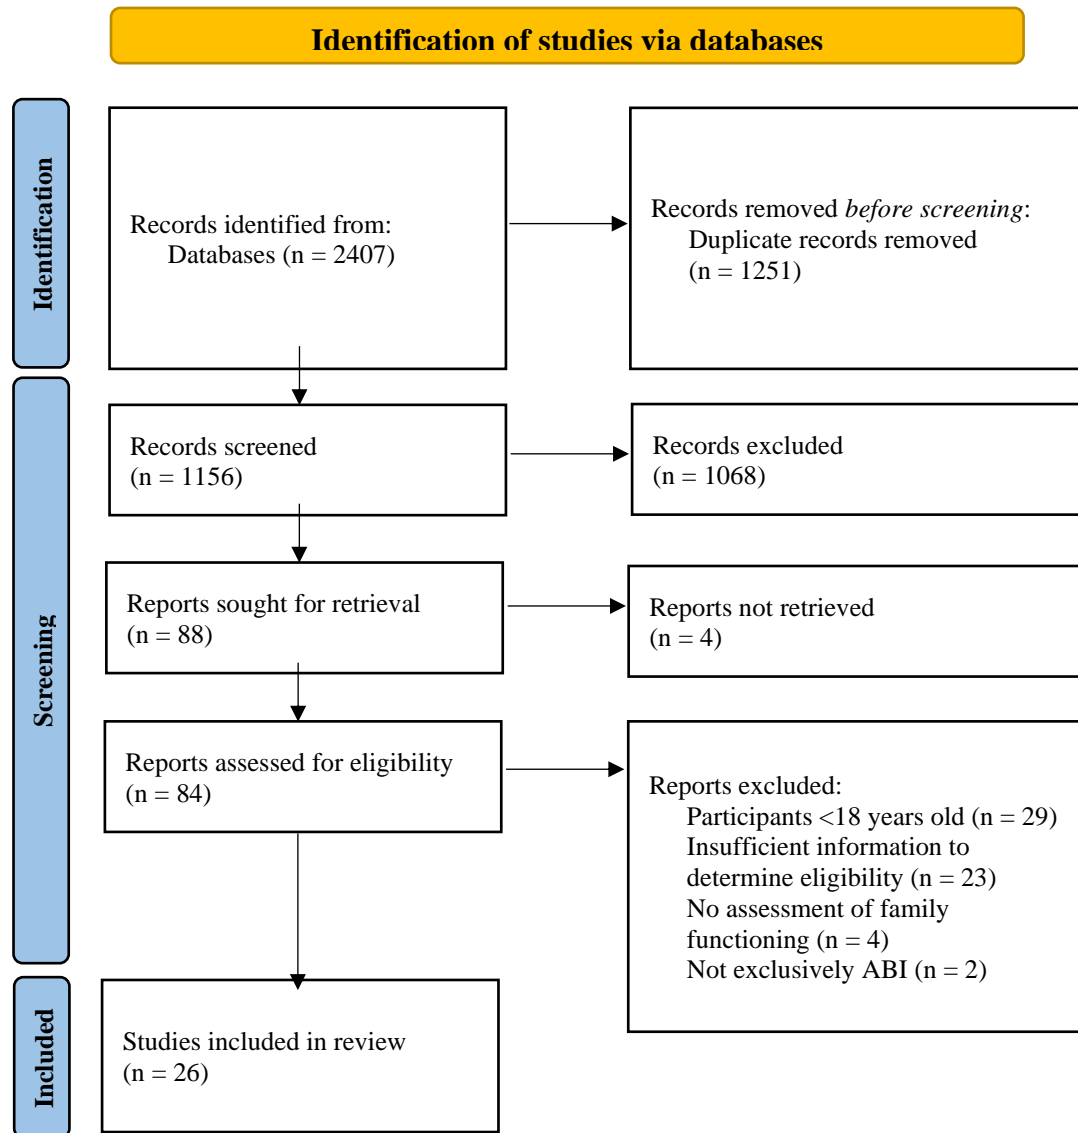 Identification of studies via databases
Identification
Records identified from:
Databases (n = 2407)
Records removed before screening:
Duplicate records removed
(n = 1251)
Screening
Records screened
(n = 1156)
Records excluded
(n = 1068)
Reports sought for retrieval
(n = 88)
Reports not retrieved
(n = 4)
Reports assessed for eligibility
(n = 84)
Reports excluded:
Participants <18 years old (n = 29)
Insufficient information to
determine eligibility (n = 23)
No assessment of family
functioning (n = 4)
Not exclusively ABI (n = 2)
Included
Studies included in review
(n = 26)